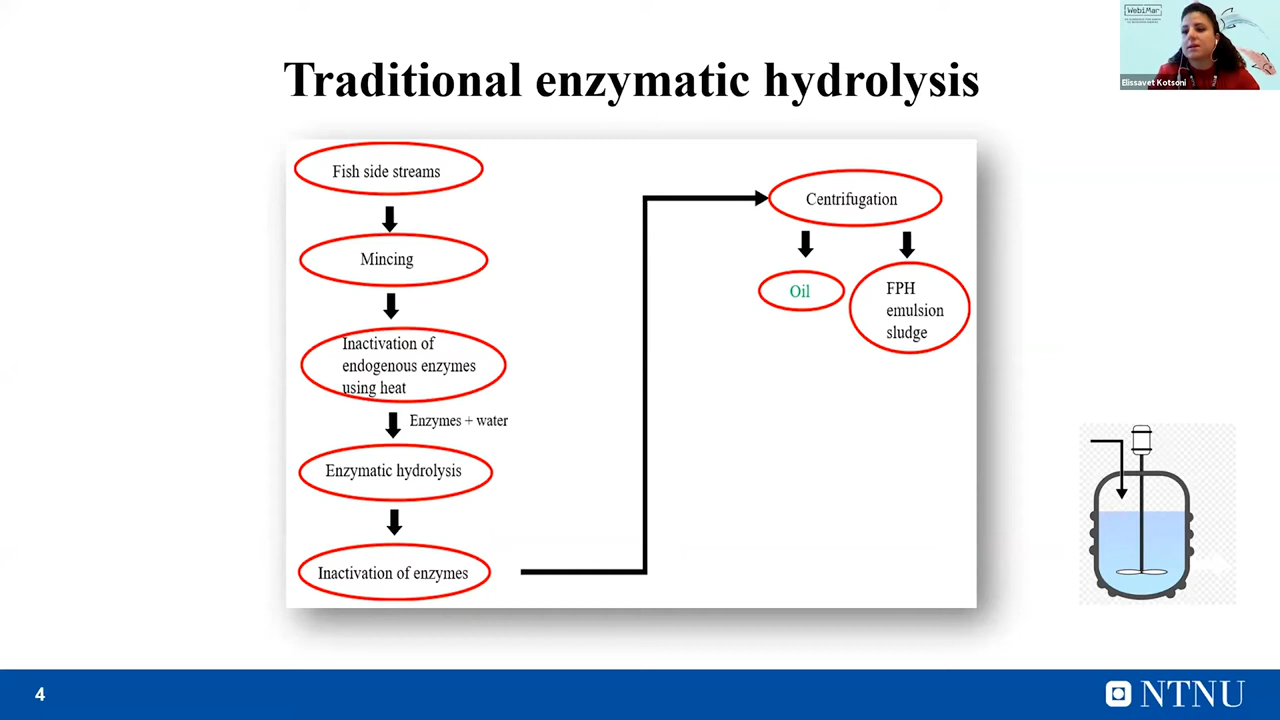 WebiMar
Elissavet Kotsoni
Traditional enzymatic hydrolysis
Fish side streams
Mincing
Inactivation of
endogenous enzymes
using heat
Enzymes + water
Enzymatic hydrolysis
Inactivation of enzymes
Centrifugation
Oil
FPH
emulsion
sludge
4
NTNU